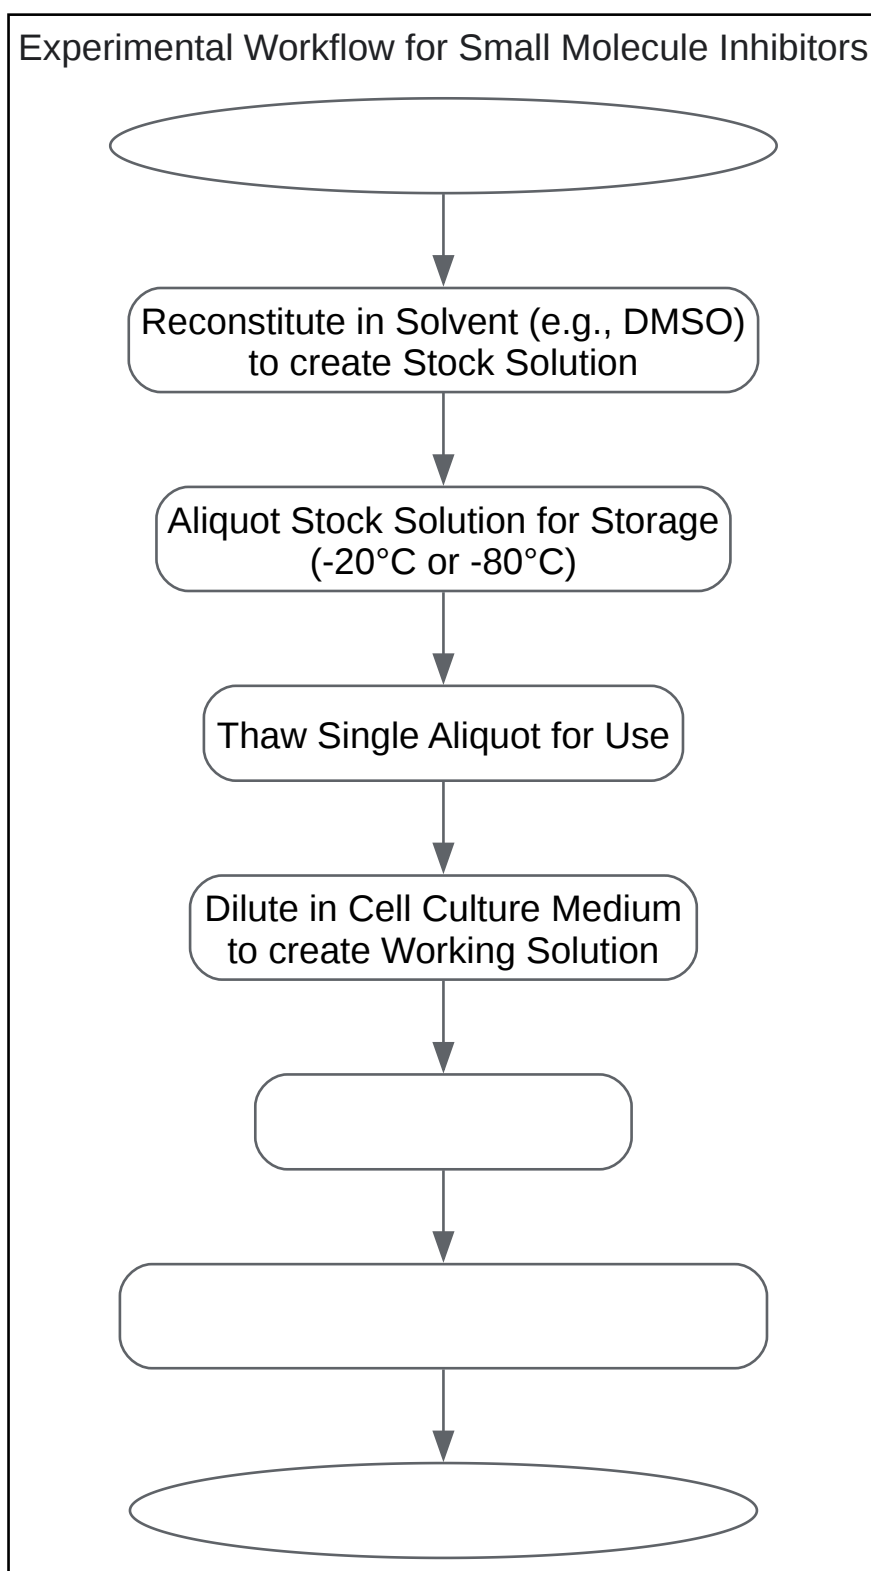 Experimental Workflow for Small Molecule Inhibitors
Reconstitute in Solvent (e.g., DMSO)
to create Stock Solution
Aliquot Stock Solution for Storage
(-20°C or -80°C)
Thaw Single Aliquot for Use
Dilute in Cell Culture Medium
to create Working Solution